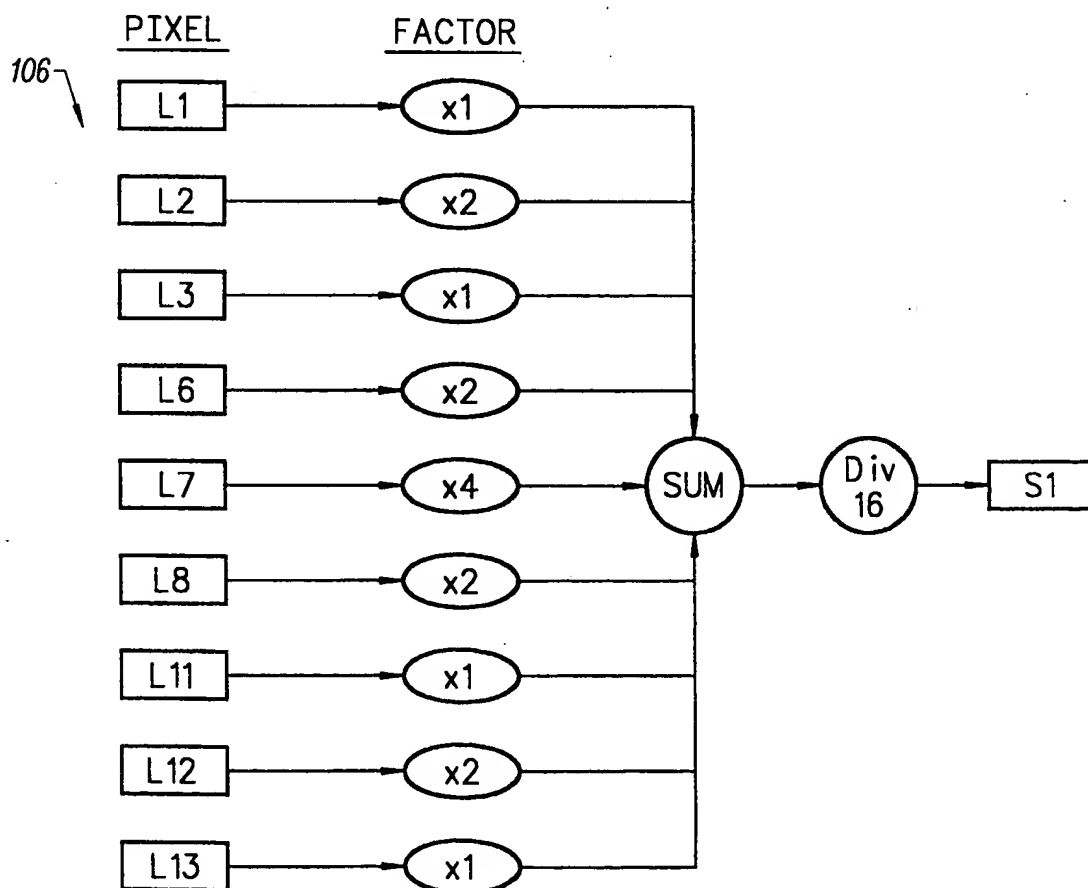 PIXEL FACTOR
106
L1 x1
L2 x2
L3 x1
L6 x2
L7 x4 SUM Div 16 S1
L8 x2
L11 x1
L12 x2
L13 x1